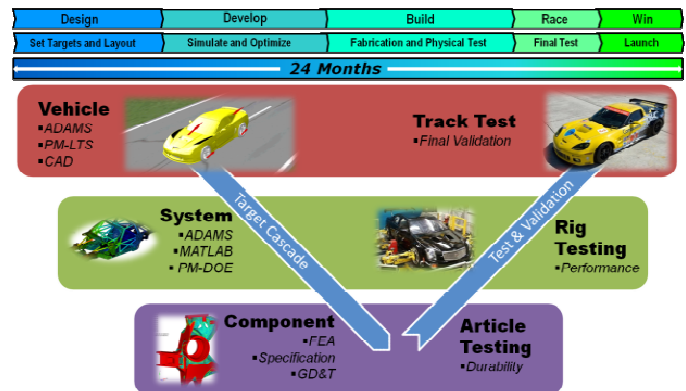 Design Develop Build Race Win
Set Targets and Layout Simulate and Optimize Fabrication and Physical Test Final Test Launch
24 Months
Vehicle
▪ADAMS
▪PM-LTS
▪CAD
Track Test
▪Final Validation
Target Cascade
Test & Validation
System
▪ADAMS
▪MATLAB
▪PM-DOE
Rig
Testing
▪Performance
Component
▪FEA
▪Specification
▪GD&T
Article
Testing
▪Durability